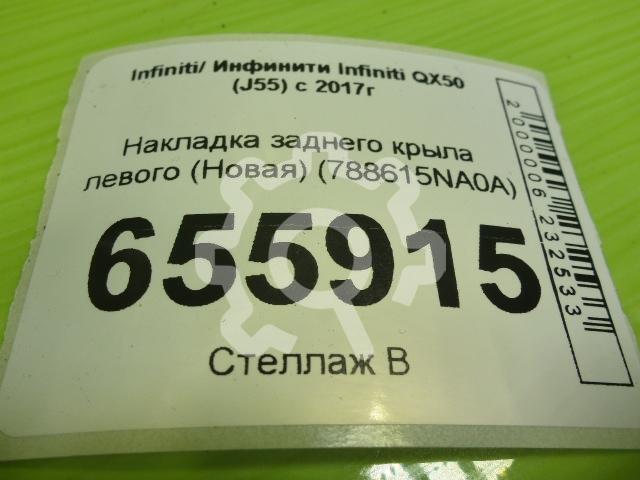 Infiniti/ Инфинити Infiniti QX50
(J55) с 2017г
Накладка заднего крыла
левого (Новая) (788615NA0A)
655915
Стеллаж В
2000006232533